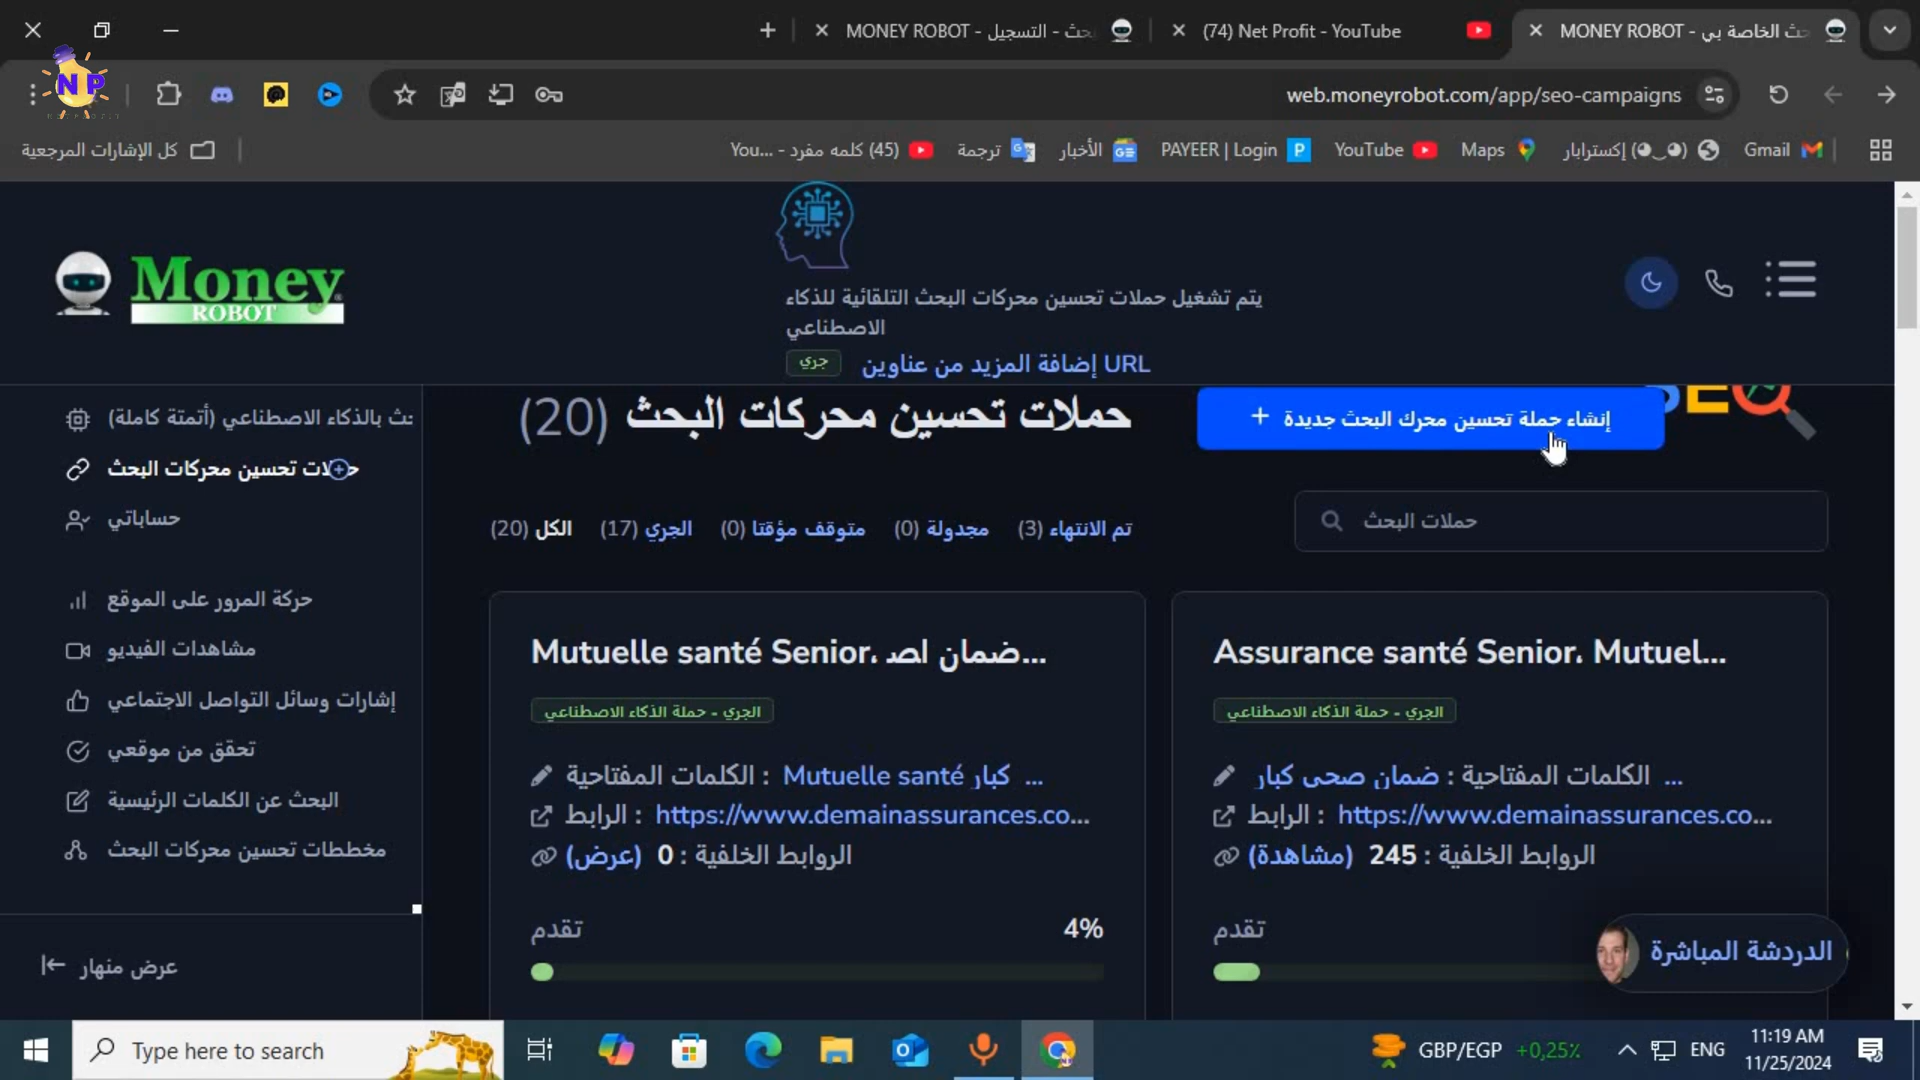 MONEY ROBOT - حث الخاصة بي
(74) Net Profit - YouTube
MONEY ROBOT - بحث - التسجيل
NP
web.moneyrobot.com/app/seo-campaigns
Gmail
إكسترابار (◕‿◕)
Maps
YouTube
PAYEER | Login
الأخبار
ترجمة
(45) كلمه مفرد - You...
كل الإشارات المرجعية
Money
ROBOT
يتم تشغيل حملات تحسين محركات البحث التلقائية للذكاء
الاصطناعي
جري
إضافة المزيد من عناوين URL
حث بالذكاء الاصطناعي (أتمتة كاملة)
حملات تحسين محركات البحث
حساباتي
حركة المرور على الموقع
مشاهدات الفيديو
إشارات وسائل التواصل الاجتماعي
تحقق من موقعي
البحث عن الكلمات الرئيسية
مخططات تحسين محركات البحث
عرض منهار
حملات تحسين محركات البحث (20)
إنشاء حملة تحسين محرك البحث جديدة +
SEO
الكل (20)
الجري (17)
متوقف مؤقتا (0)
مجدولة (0)
تم الانتهاء (3)
حملات البحث
Mutuelle santé Senior، ضمان اصـ...
الجري - حملة الذكاء الاصطناعي
الكلمات المفتاحية : Mutuelle santé كبار ...
الرابط : https://www.demainassurances.co...
الروابط الخلفية : 0 (عرض)
تقدم
4%
Assurance santé Senior، Mutuel...
الجري - حملة الذكاء الاصطناعي
الكلمات المفتاحية : ضمان صحي كبار ...
الرابط : https://www.demainassurances.co...
الروابط الخلفية : 245 (مشاهدة)
تقدم
الدردشة المباشرة
Type here to search
GBP/EGP +0,25%
ENG
11:19 AM
11/25/2024